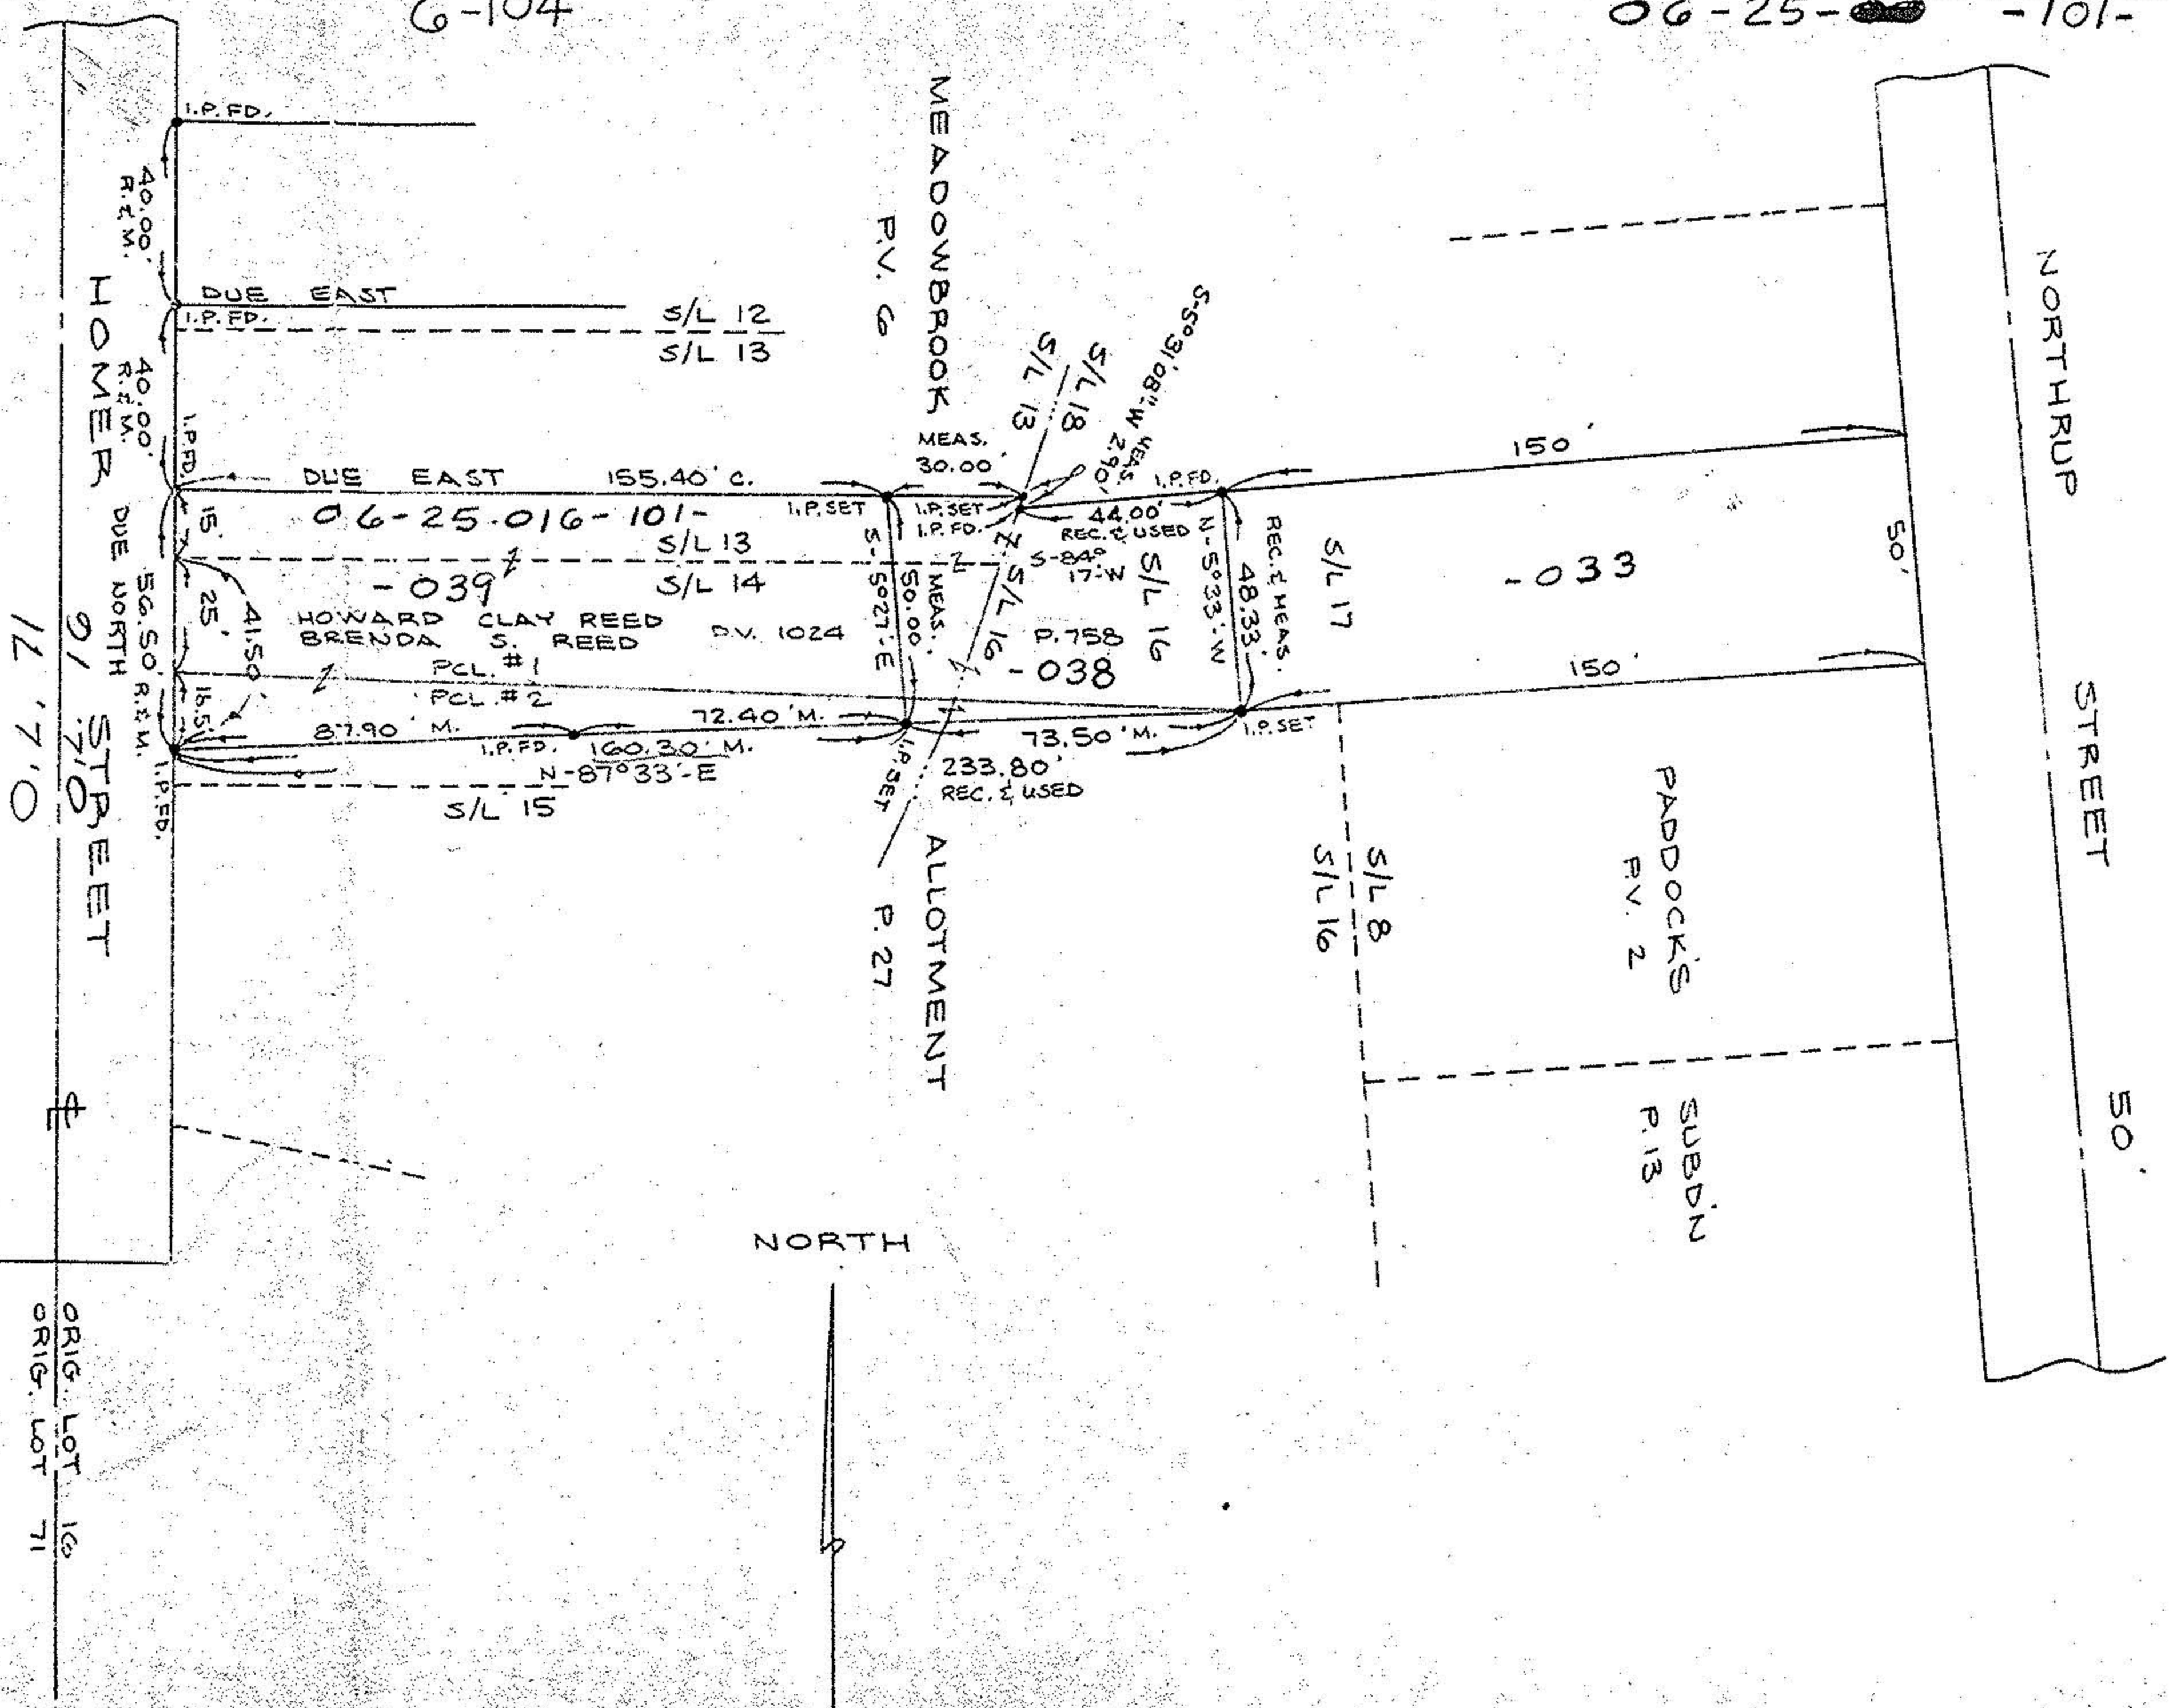 6-104
06-25- -101-
I.P. FD.
40.00'
R. & M.
DUE EAST
I.P. FD.
S/L 12
S/L 13
40.00'
R. & M.
I.P. FD.
HOMER STREET
DUE NORTH
56.50' R. & M.
MEADOWBROOK ALLOTMENT
P.V. 6 P. 27
S/L 18
S/L 13
S-5°31'08"-W 2.90'
MEAS.
MEAS.
30.00'
DUE EAST 155.40' C.
I.P. SET
I.P. SET
I.P. FD.
I.P. FD.
44.00'
REC. & USED
S-84°
17'-W
150'
NORTHRUP STREET 50'
50'
06-25-016-101-
15'
S/L 13
S/L 14
-039
25'
41.50'
HOWARD CLAY REED
BRENDA S. REED
D.V. 1024
P. 758
PCL. #1
PCL. #2
S-5°27'-E
50.00'
MEAS.
S/L 16
S/L 16
-038
N-5°33'-W
48.33'
REC. & MEAS.
S/L 17
-033
150'
16.5'
87.90' M.
72.40' M.
73.50' M.
I.P. SET
I.P. FD.
160.30' M.
N-87°33'-E
I.P. SET
233.80'
REC. & USED
I.P. FD.
S/L 15
S/L 8
S/L 16
PADDOCK'S SUBD'N
P.V. 2 P. 13
NORTH
ORIG. LOT 16
ORIG. LOT 71